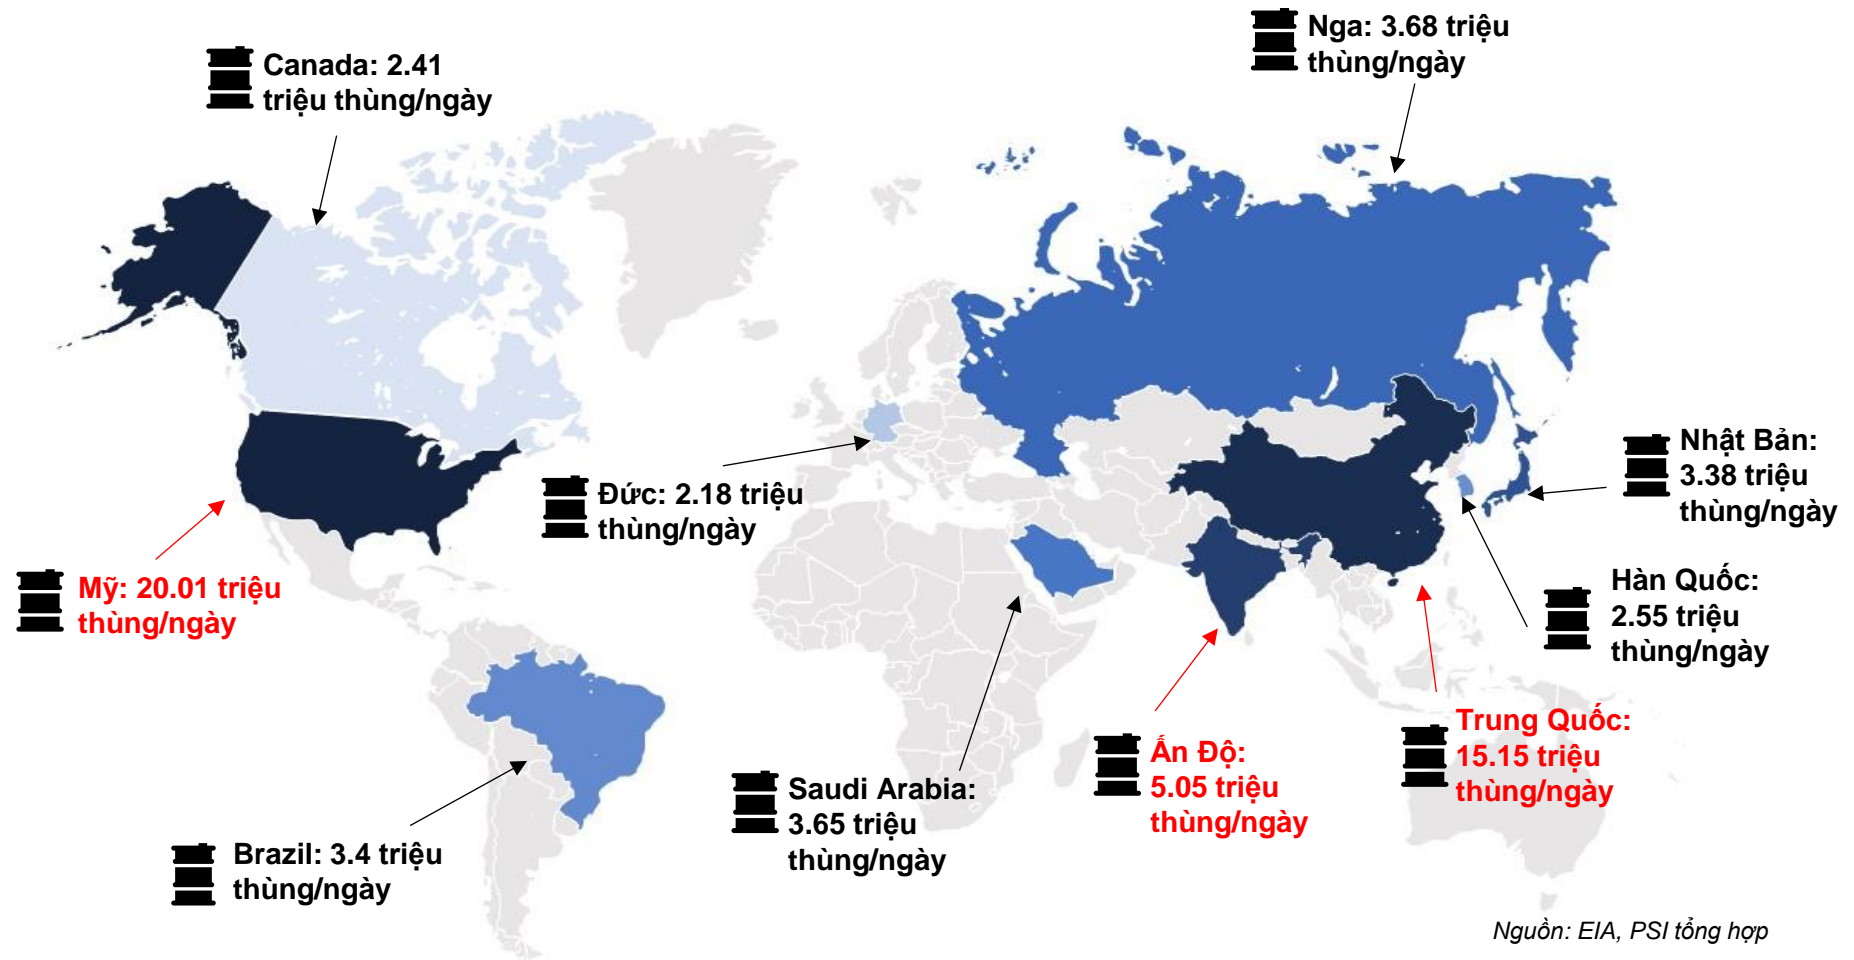 Nga: 3.68 triệu
thùng/ngày
Canada: 2.41
triệu thùng/ngày
Nhật Bản:
3.38 triệu
thùng/ngày
Đức: 2.18 triệu
thùng/ngày
Mỹ: 20.01 triệu
thùng/ngày
Hàn Quốc:
2.55 triệu
thùng/ngày
Trung Quốc:
15.15 triệu
thùng/ngày
Ấn Độ:
5.05 triệu
thùng/ngày
Saudi Arabia:
3.65 triệu
thùng/ngày
Brazil: 3.4 triệu
thùng/ngày
Nguồn: EIA, PSI tổng hợp